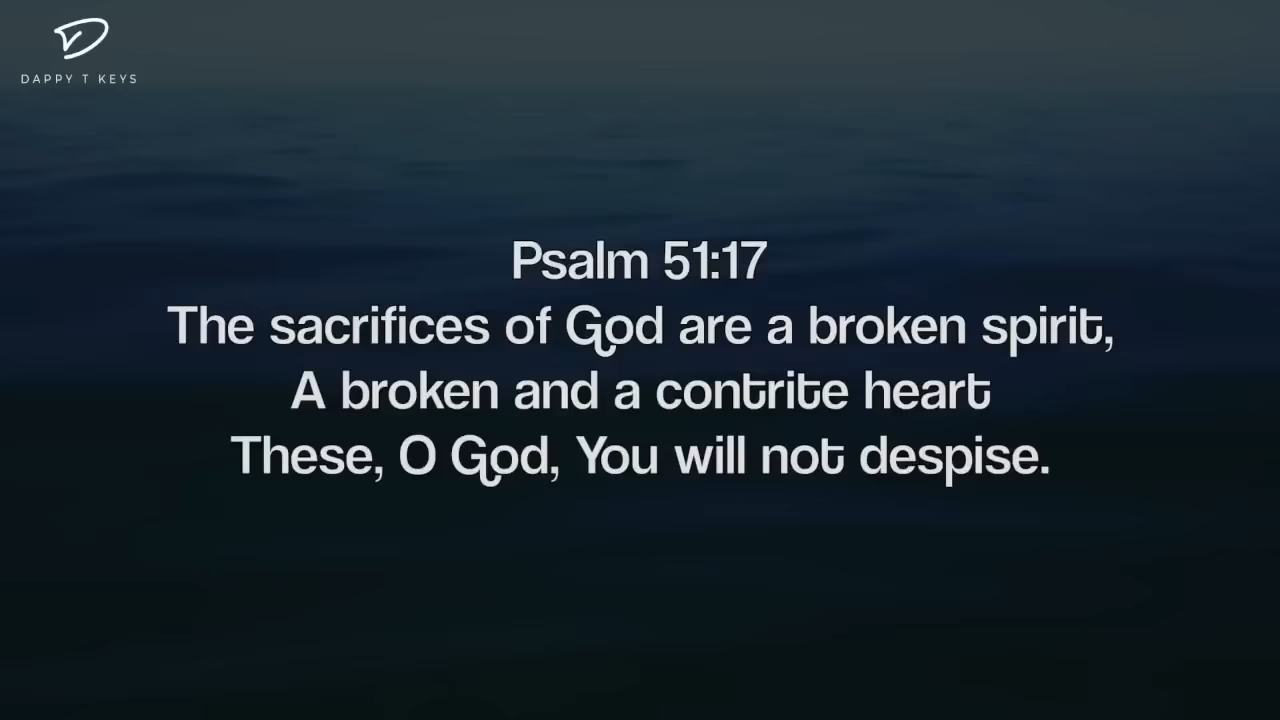 DAPPY T KEYS
Psalm 51:17
The sacrifices of God are a broken spirit,
A broken and a contrite heart
These, O God, You will not despise.